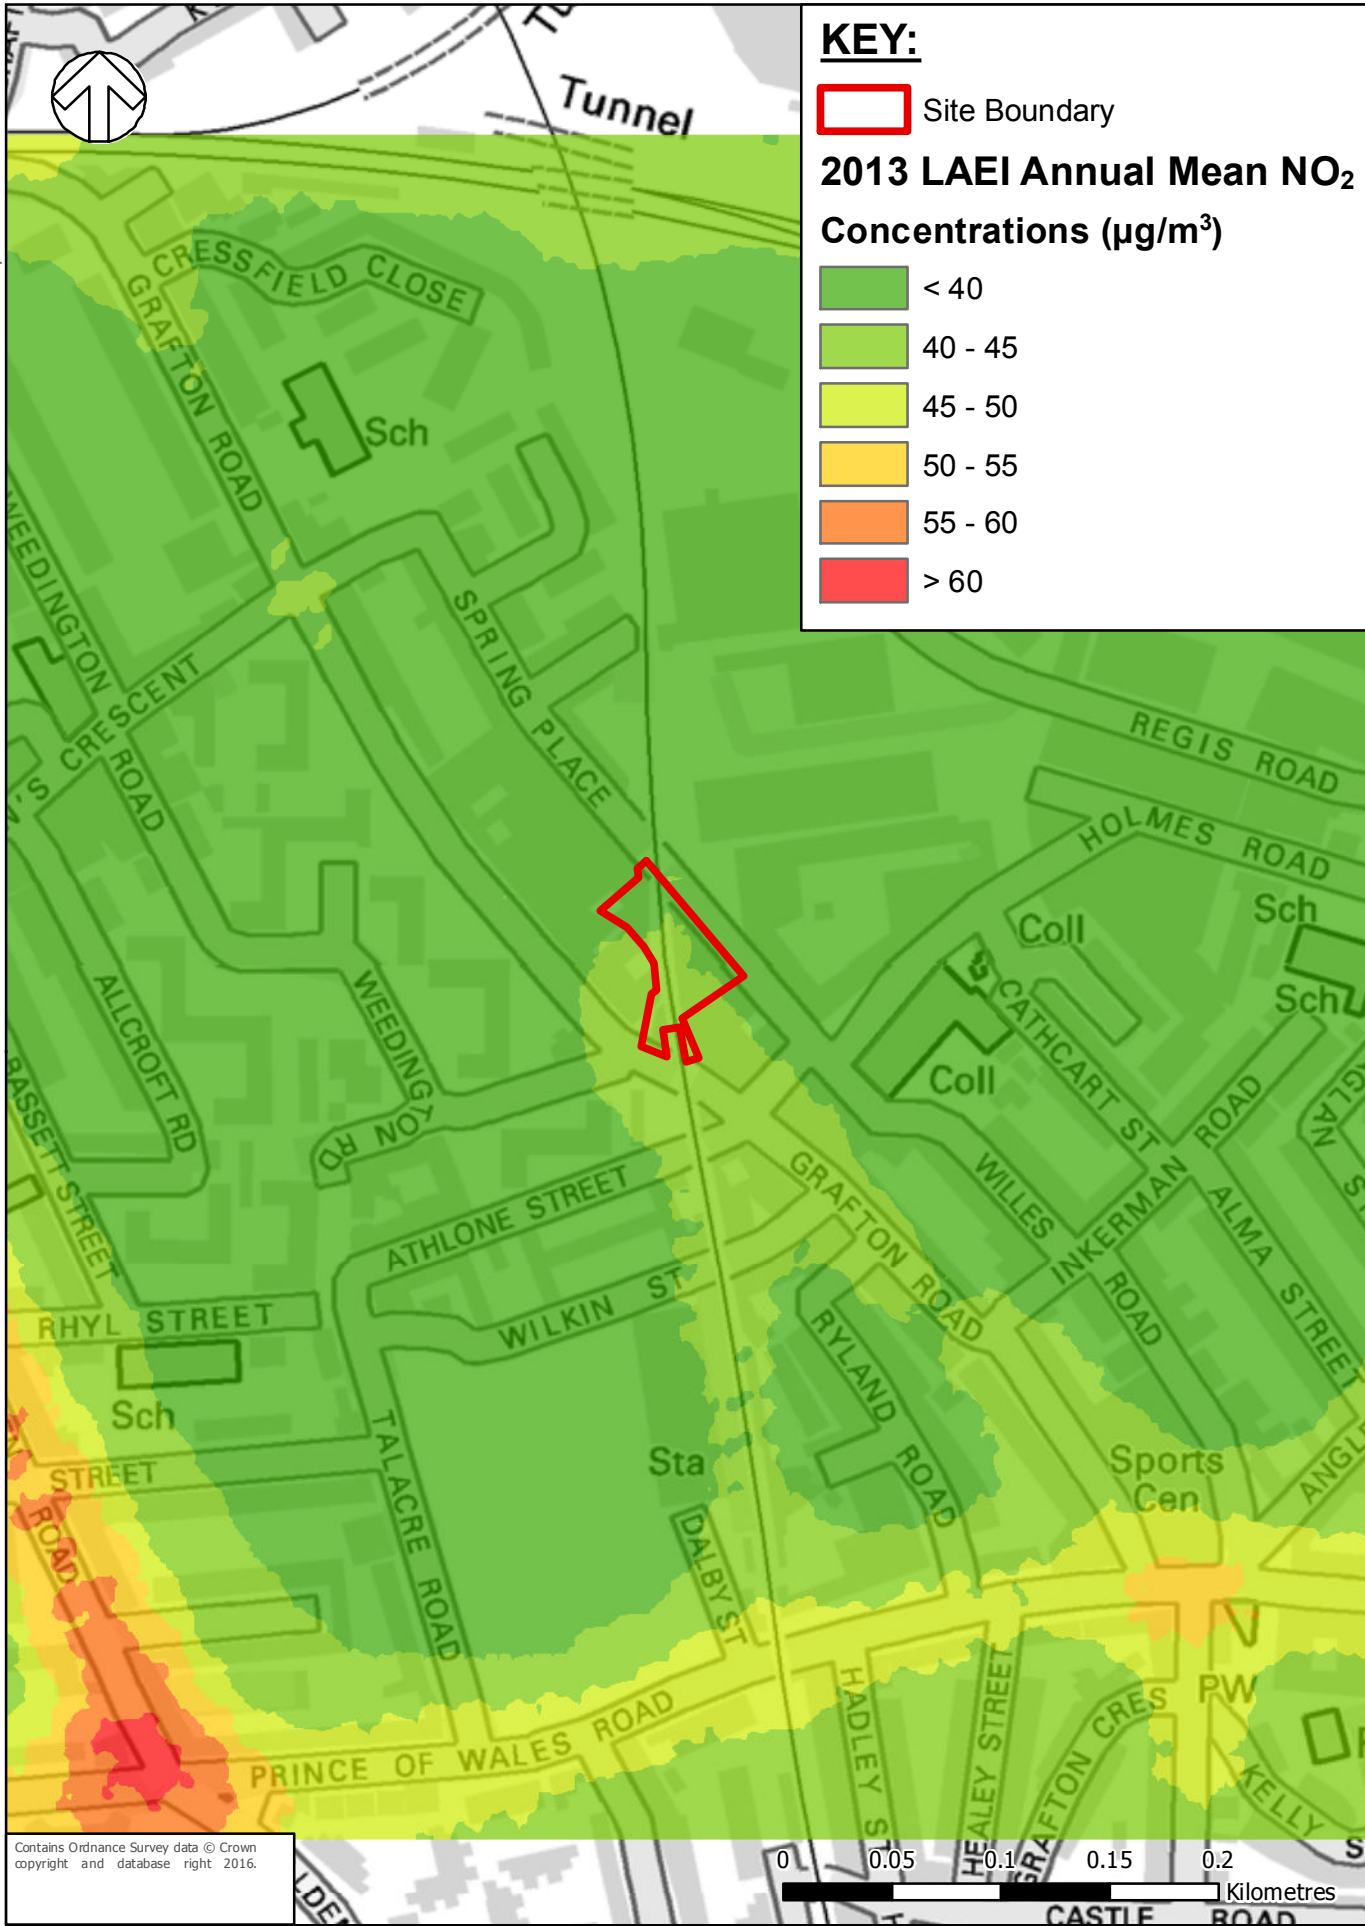 KEY:
Site Boundary
2013 LAEI Annual Mean NO₂
Concentrations (µg/m³)
< 40
40 - 45
45 - 50
50 - 55
55 - 60
> 60
Tunnel
CRESSFIELD CLOSE
GRAFTON ROAD
Sch
WEEDINGTON ROAD
CRESCENT
SPRING PLACE
REGIS ROAD
HOLMES ROAD
Sch
Sch
Coll
Coll
CATHCART ST
WEEDINGTON RD
ALLCROFT RD
BASSETT STREET
ATHLONE STREET
WILKIN ST
GRAFTON ROAD
WILLES ROAD
INKERMAN ROAD
ALMA STREET
RHYL STREET
Sch
STREET
ROAD
TALACRE ROAD
Sta
DALBY ST
RYLAND ROAD
Sports
Cen
PRINCE OF WALES ROAD
HADLEY ST
HEALEY STREET
GRAFTON CRES
PW
KELLY
CASTLE ROAD
0 0.05 0.1 0.15 0.2
Kilometres
Contains Ordnance Survey data © Crown
copyright and database right 2016.